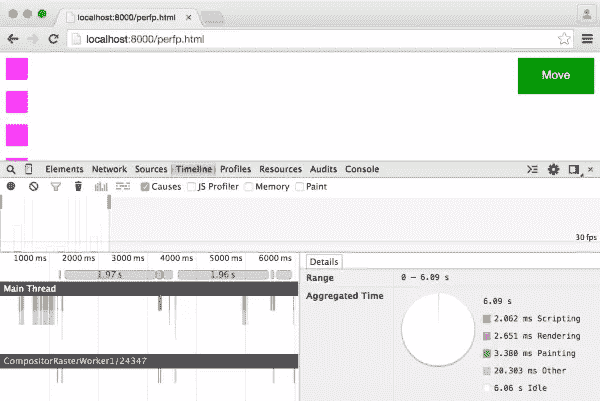 localhost:8000/perfp.html
localhost:8000/perfp.html
Move
Elements Network Sources Timeline Profiles Resources Audits Console
Causes JS Profiler Memory Paint
30 fps
1000 ms 2000 ms 3000 ms 4000 ms 5000 ms 6000 ms
1.97 s 1.96 s
Main Thread
CompositorRasterWorker1/24347
Details
Range 0 – 6.09 s
Aggregated Time
6.09 s
2.062 ms Scripting
2.651 ms Rendering
3.380 ms Painting
20.303 ms Other
6.06 s Idle